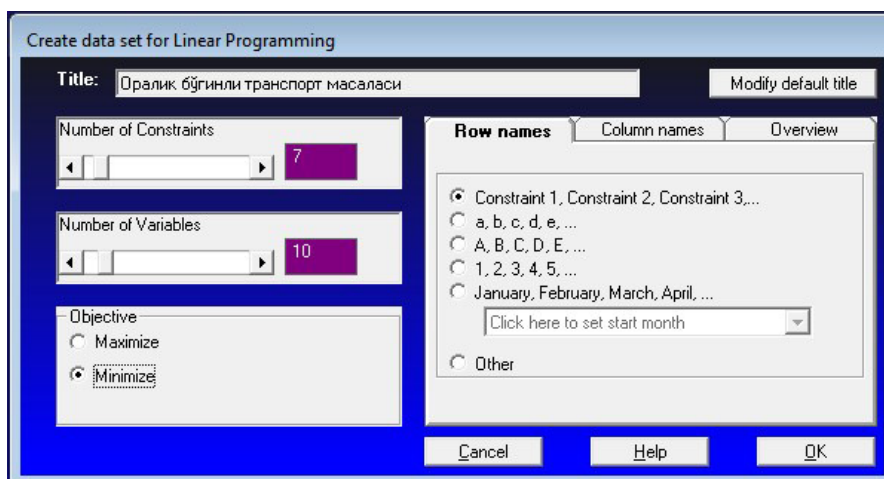 Create data set for Linear Programming
Title: Оралик бўгинли транспорт масаласи
Modify default title
Number of Constraints
7
Number of Variables
10
Objective
Maximize
Minimize
Row names
Column names
Overview
Constraint 1, Constraint 2, Constraint 3,...
a, b, c, d, e, ...
A, B, C, D, E, ...
1, 2, 3, 4, 5, ...
January, February, March, April, ...
Click here to set start month
Other
Cancel
Help
OK